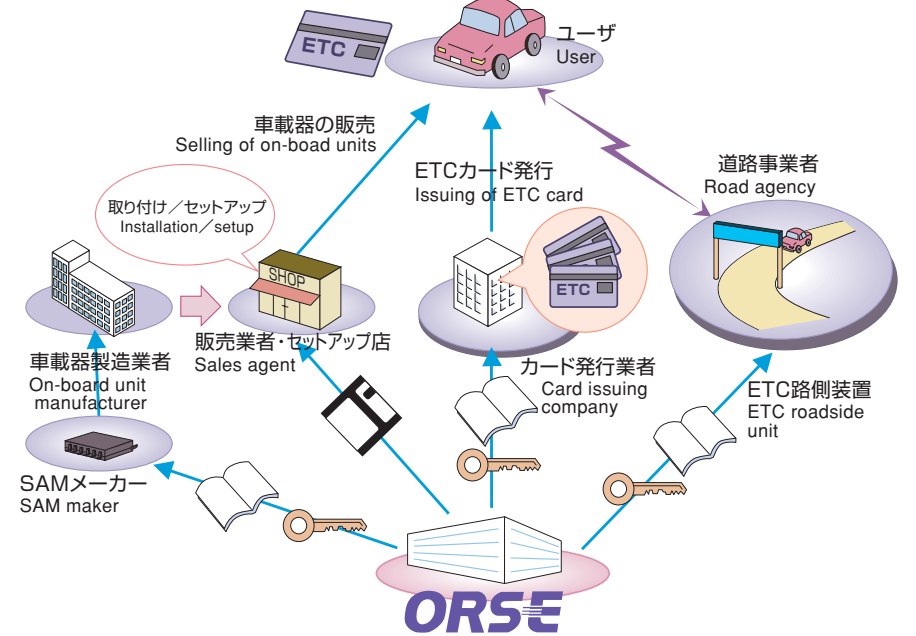 ETC
ユーザ
User
車載器の販売
Selling of on-boad units
ETCカード発行
Issuing of ETC card
道路事業者
Road agency
取り付け／セットアップ
Installation／setup
SHOP
ETC
販売業者・セットアップ店
Sales agent
車載器製造業者
On-board unit
manufacturer
カード発行業者
Card issuing
company
ETC路側装置
ETC roadside
unit
SAMメーカー
SAM maker
ORSE